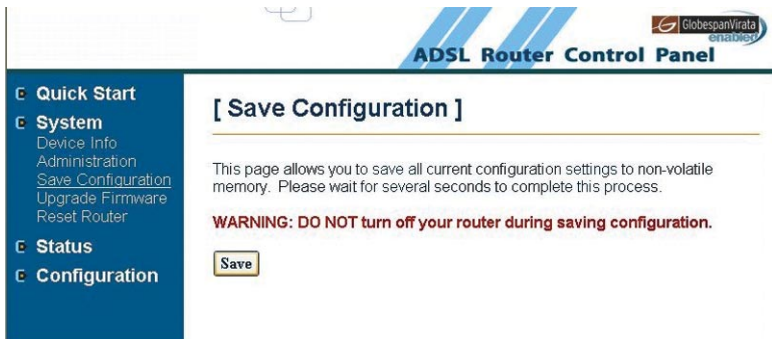 GlobespanVirata
enabled
ADSL Router Control Panel
Quick Start
System
Device Info
Administration
Save Configuration
Upgrade Firmware
Reset Router
Status
Configuration
[ Save Configuration ]
This page allows you to save all current configuration settings to non-volatile
memory. Please wait for several seconds to complete this process.
WARNING: DO NOT turn off your router during saving configuration.
Save